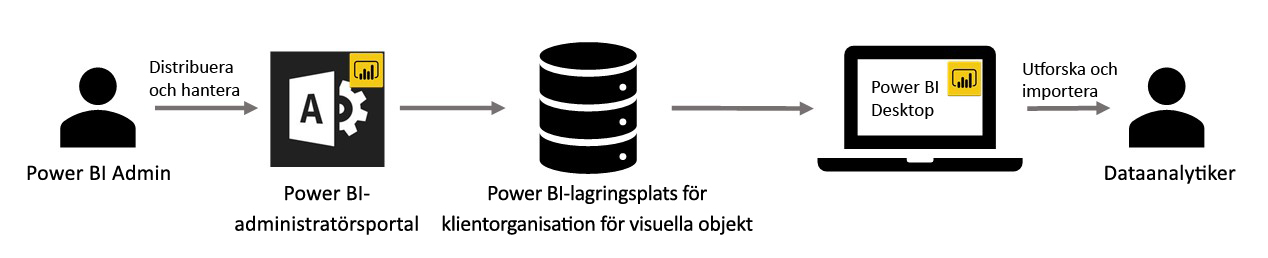 Distribuera
och hantera
Power BI Admin
A
Power BI-
administratörsportal
Power BI-lagringsplats för
klientorganisation för visuella objekt
Power BI
Desktop
Utforska och
importera
Dataanalytiker